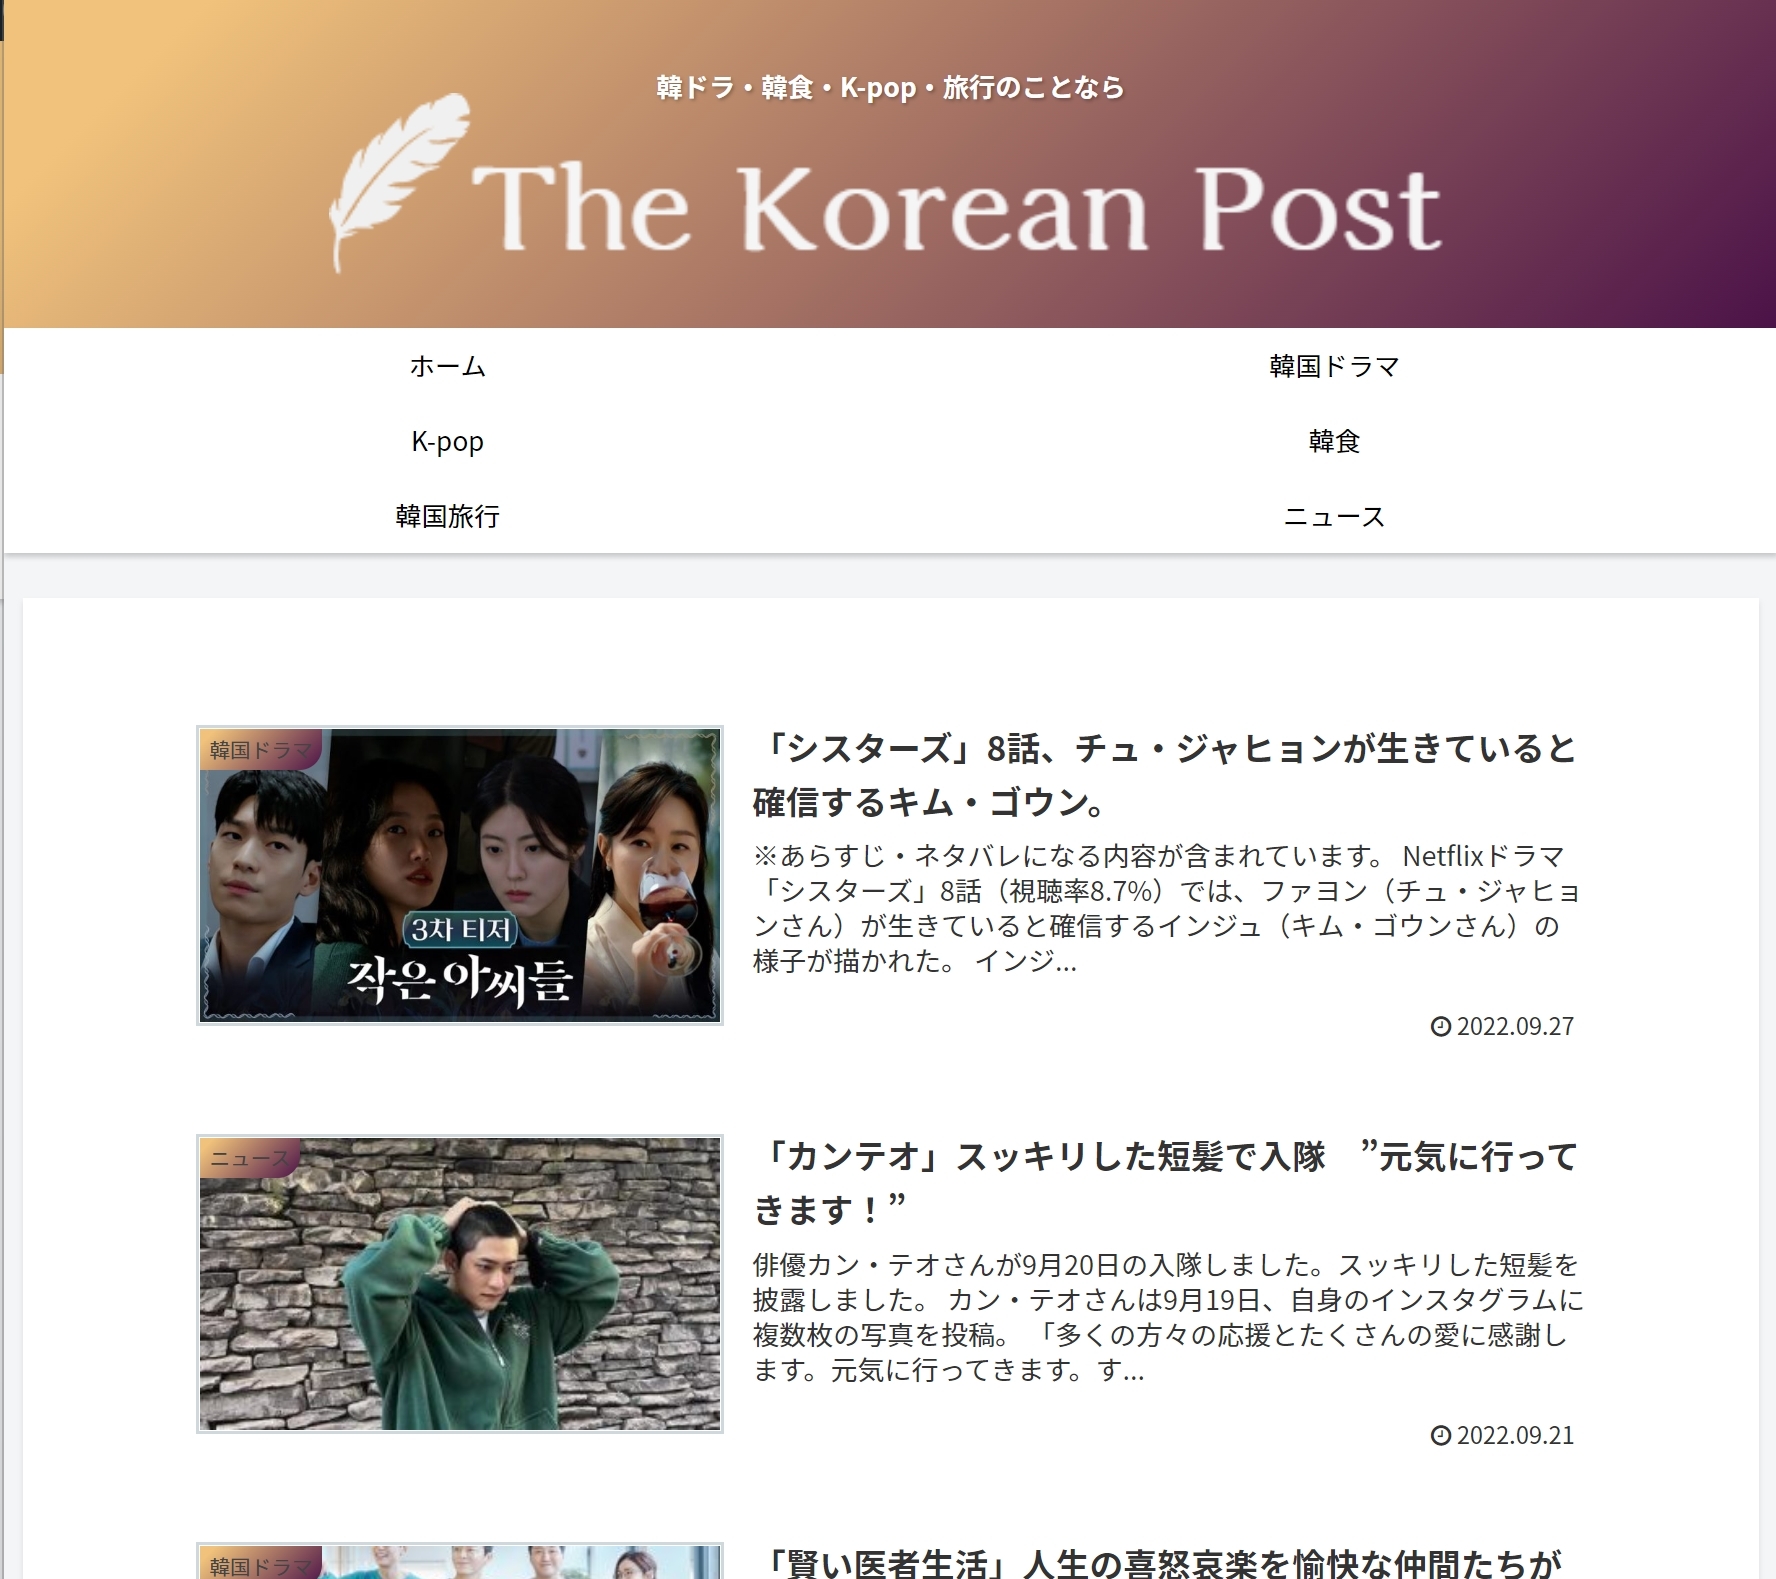 韓ドラ・韓食・K-pop・旅行のことなら
The Korean Post
ホーム
韓国ドラマ
K-pop
韓食
韓国旅行
ニュース
韓国ドラマ
3차 티저
작은 아씨들
「シスターズ」8話、チュ・ジャヒョンが生きていると
確信するキム・ゴウン。
※あらすじ・ネタバレになる内容が含まれています。 Netflixドラマ
「シスターズ」8話（視聴率8.7%）では、ファヨン（チュ・ジャヒョ
ンさん）が生きていると確信するインジュ（キム・ゴウンさん）の
様子が描かれた。 インジ...
2022.09.27
ニュース
「カンテオ」スッキリした短髪で入隊　”元気に行って
きます！”
俳優カン・テオさんが9月20日の入隊しました。スッキリした短髪を
披露しました。 カン・テオさんは9月19日、自身のインスタグラムに
複数枚の写真を投稿。 「多くの方々の応援とたくさんの愛に感謝し
ます。元気に行ってきます。す...
2022.09.21
韓国ドラマ
「賢い医者生活」人生の喜怒哀楽を愉快な仲間たちが